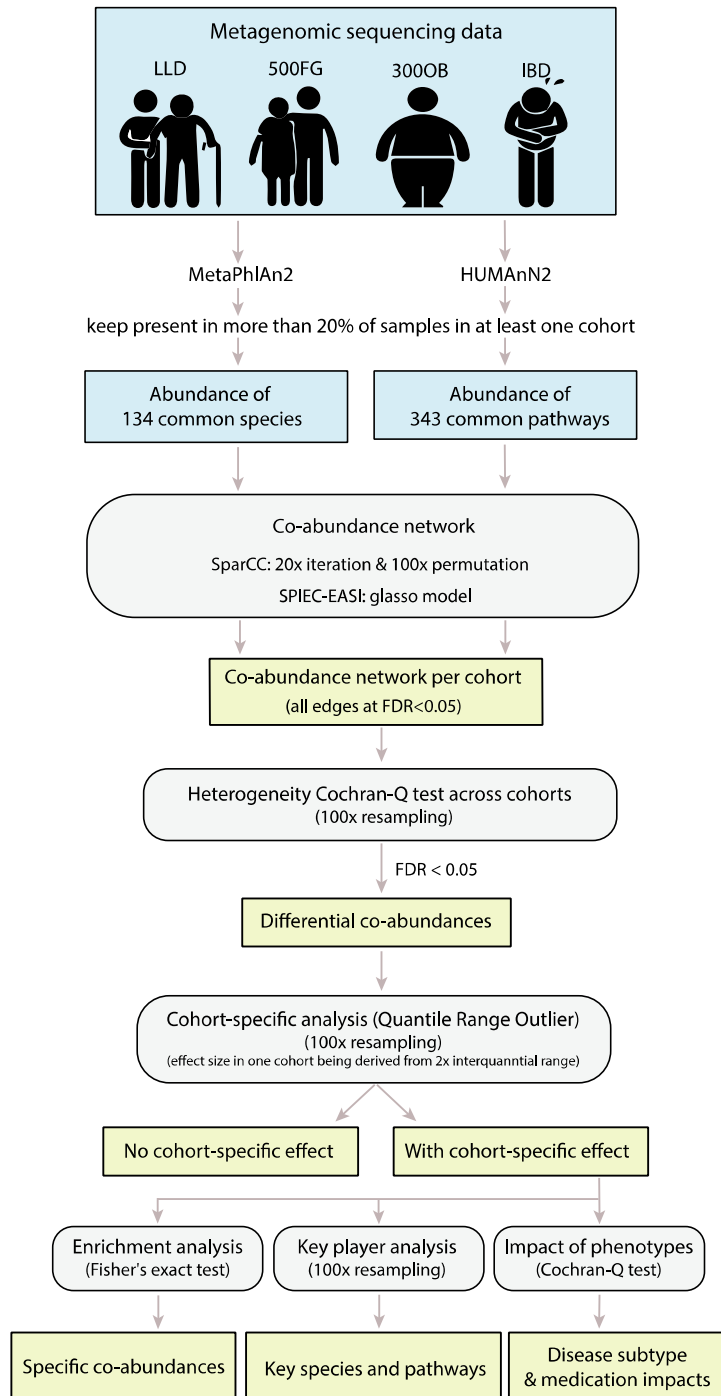 Metagenomic sequencing data
LLD 500FG 300OB IBD
MetaPhlAn2 HUMAnN2
keep present in more than 20% of samples in at least one cohort
Abundance of
134 common species
Abundance of
343 common pathways
Co-abundance network
SparCC: 20x iteration & 100x permutation
SPIEC-EASI: glasso model
Co-abundance network per cohort
(all edges at FDR<0.05)
Heterogeneity Cochran-Q test across cohorts
(100x resampling)
FDR < 0.05
Differential co-abundances
Cohort-specific analysis (Quantile Range Outlier)
(100x resampling)
(effect size in one cohort being derived from 2x interquanntial range)
No cohort-specific effect
With cohort-specific effect
Enrichment analysis
(Fisher's exact test)
Key player analysis
(100x resampling)
Impact of phenotypes
(Cochran-Q test)
Specific co-abundances
Key species and pathways
Disease subtype
& medication impacts